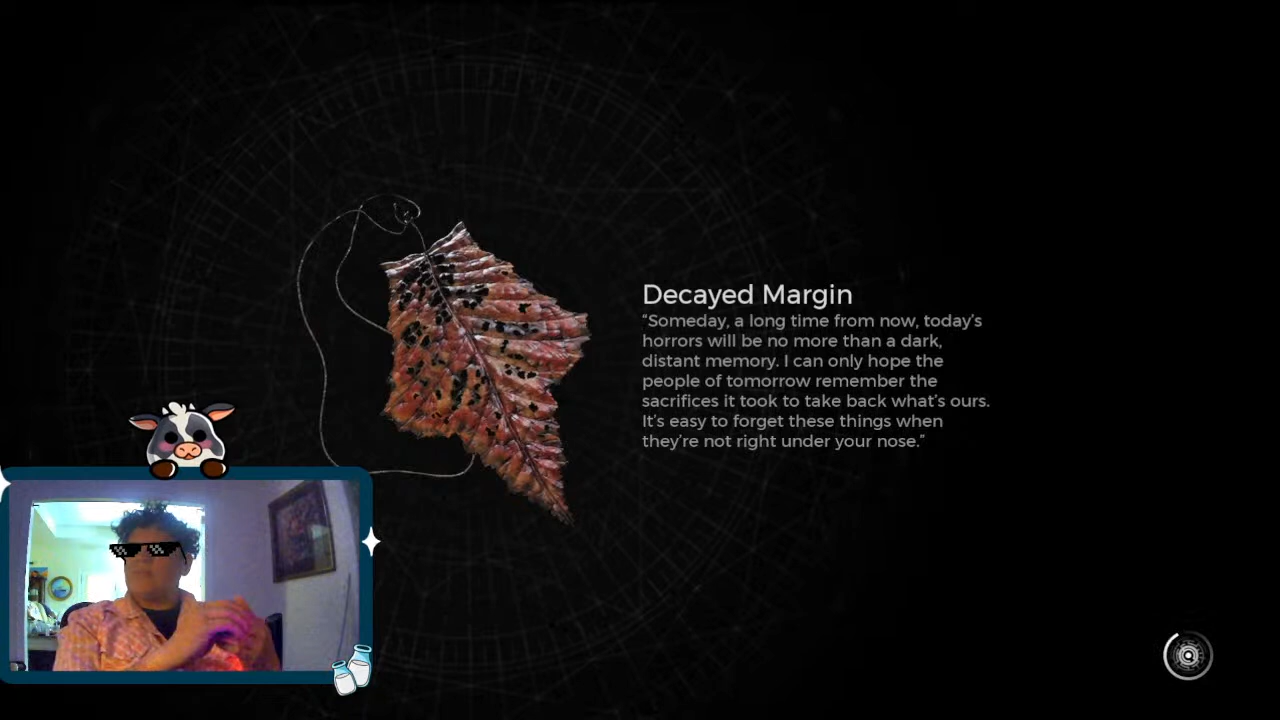 Decayed Margin
“Someday, a long time from now, today’s
horrors will be no more than a dark,
distant memory. I can only hope the
people of tomorrow remember the
sacrifices it took to take back what’s ours.
It’s easy to forget these things when
they’re not right under your nose.”